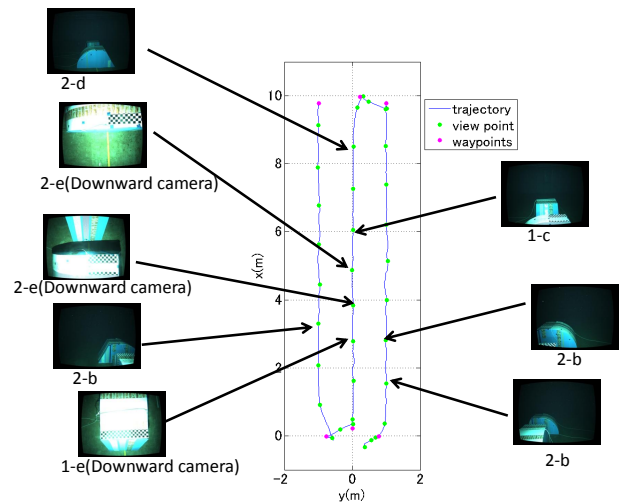 2-d
2-e(Downward camera)
2-e(Downward camera)
2-b
1-e(Downward camera)
10
8
6
4
2
0
x(m)
−2
0
2
y(m)
trajectory
view point
waypoints
1-c
2-b
2-b